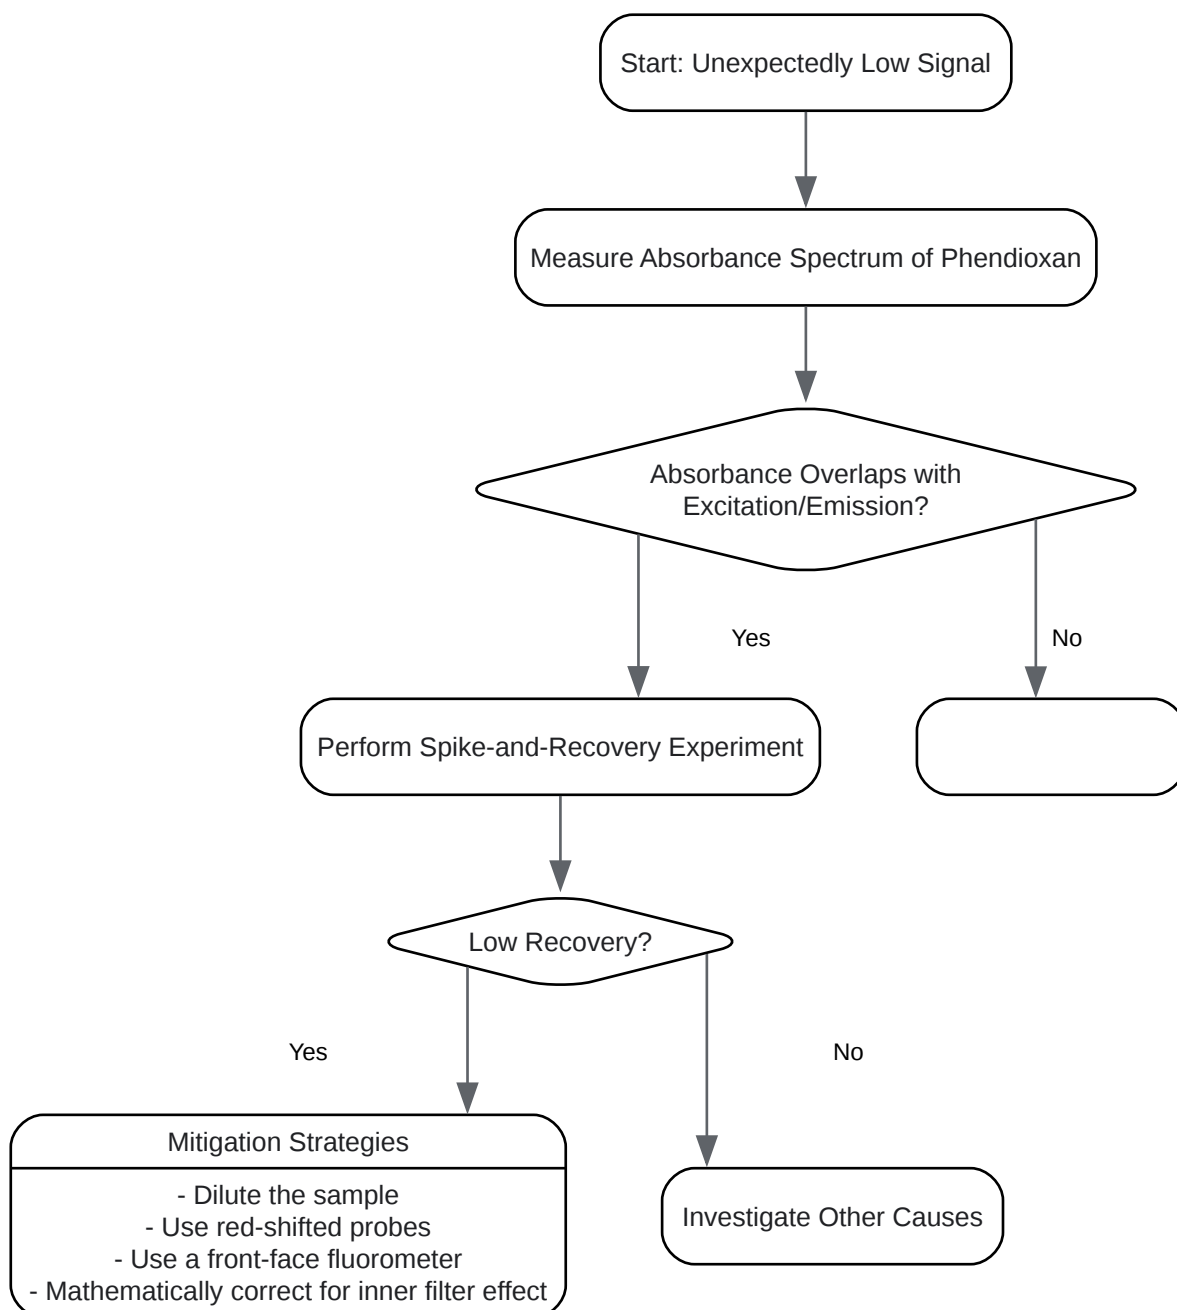 Start: Unexpectedly Low Signal
Measure Absorbance Spectrum of Phendioxan
Absorbance Overlaps with
Excitation/Emission?
Yes
No
Perform Spike-and-Recovery Experiment
Low Recovery?
Yes
No
Mitigation Strategies
- Dilute the sample
- Use red-shifted probes
- Use a front-face fluorometer
- Mathematically correct for inner filter effect
Investigate Other Causes